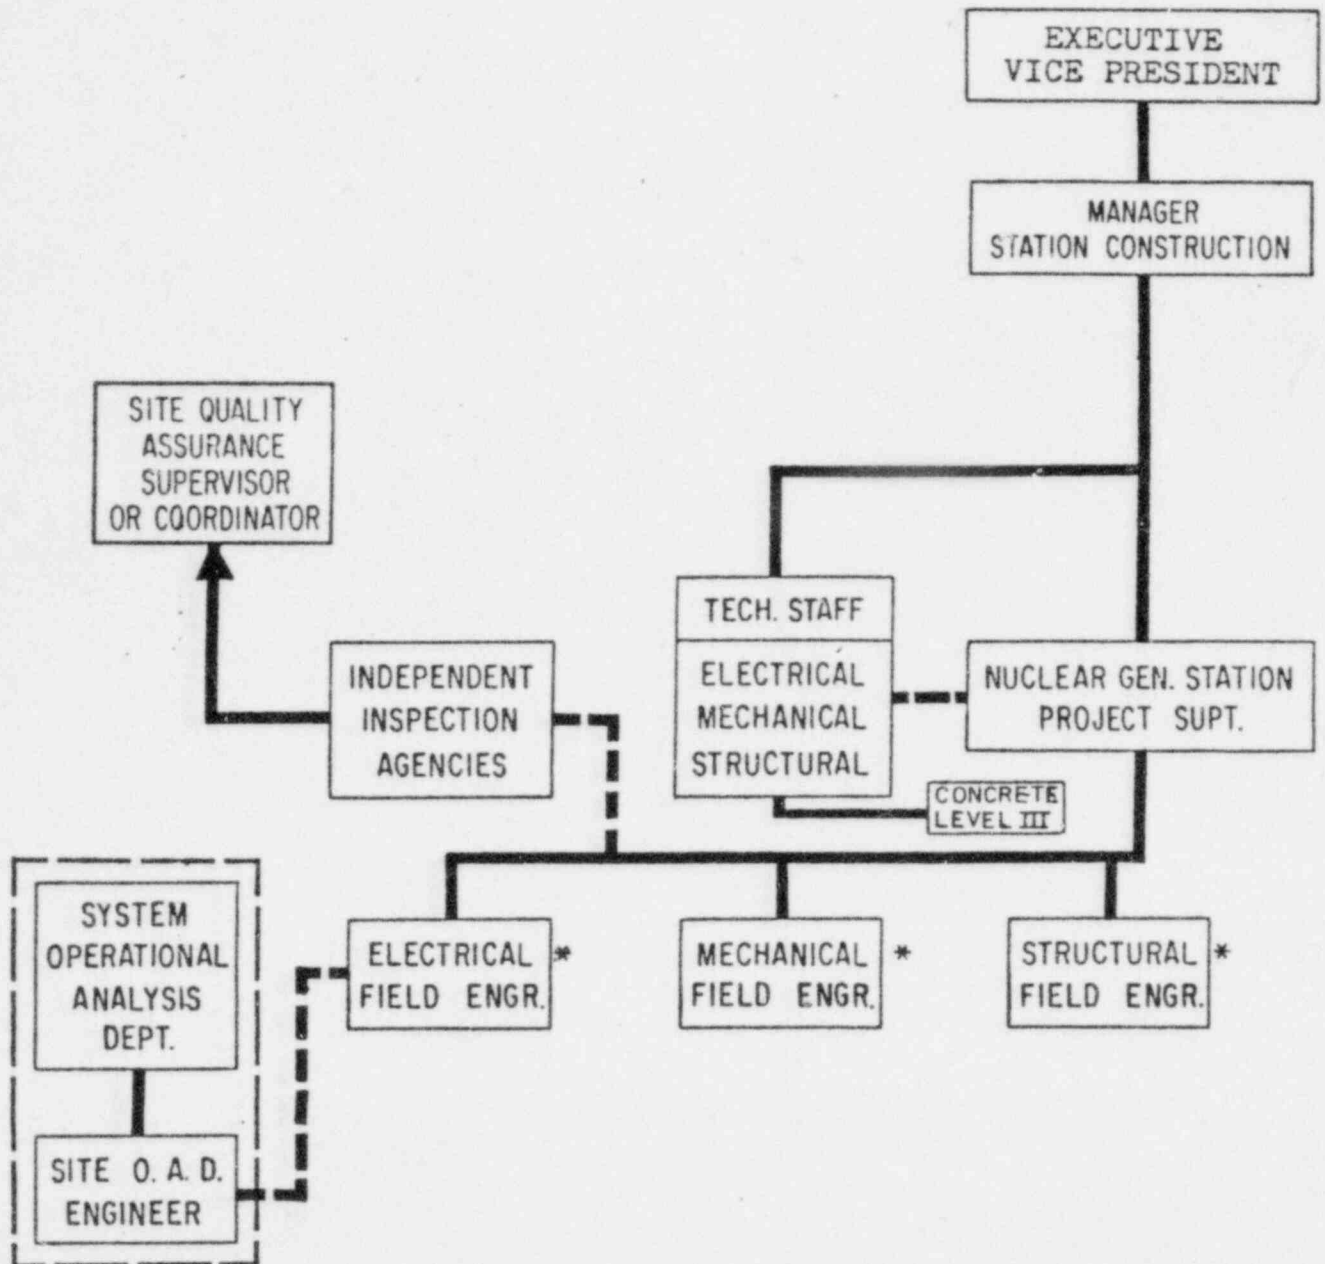 EXECUTIVE
VICE PRESIDENT
MANAGER
STATION CONSTRUCTION
SITE QUALITY
ASSURANCE
SUPERVISOR
OR COORDINATOR
TECH. STAFF
ELECTRICAL
MECHANICAL
STRUCTURAL
INDEPENDENT
INSPECTION
AGENCIES
NUCLEAR GEN. STATION
PROJECT SUPT.
CONCRETE
LEVEL III
SYSTEM
OPERATIONAL
ANALYSIS
DEPT.
ELECTRICAL *
FIELD ENGR.
MECHANICAL *
FIELD ENGR.
STRUCTURAL *
FIELD ENGR.
SITE O. A. D.
ENGINEER